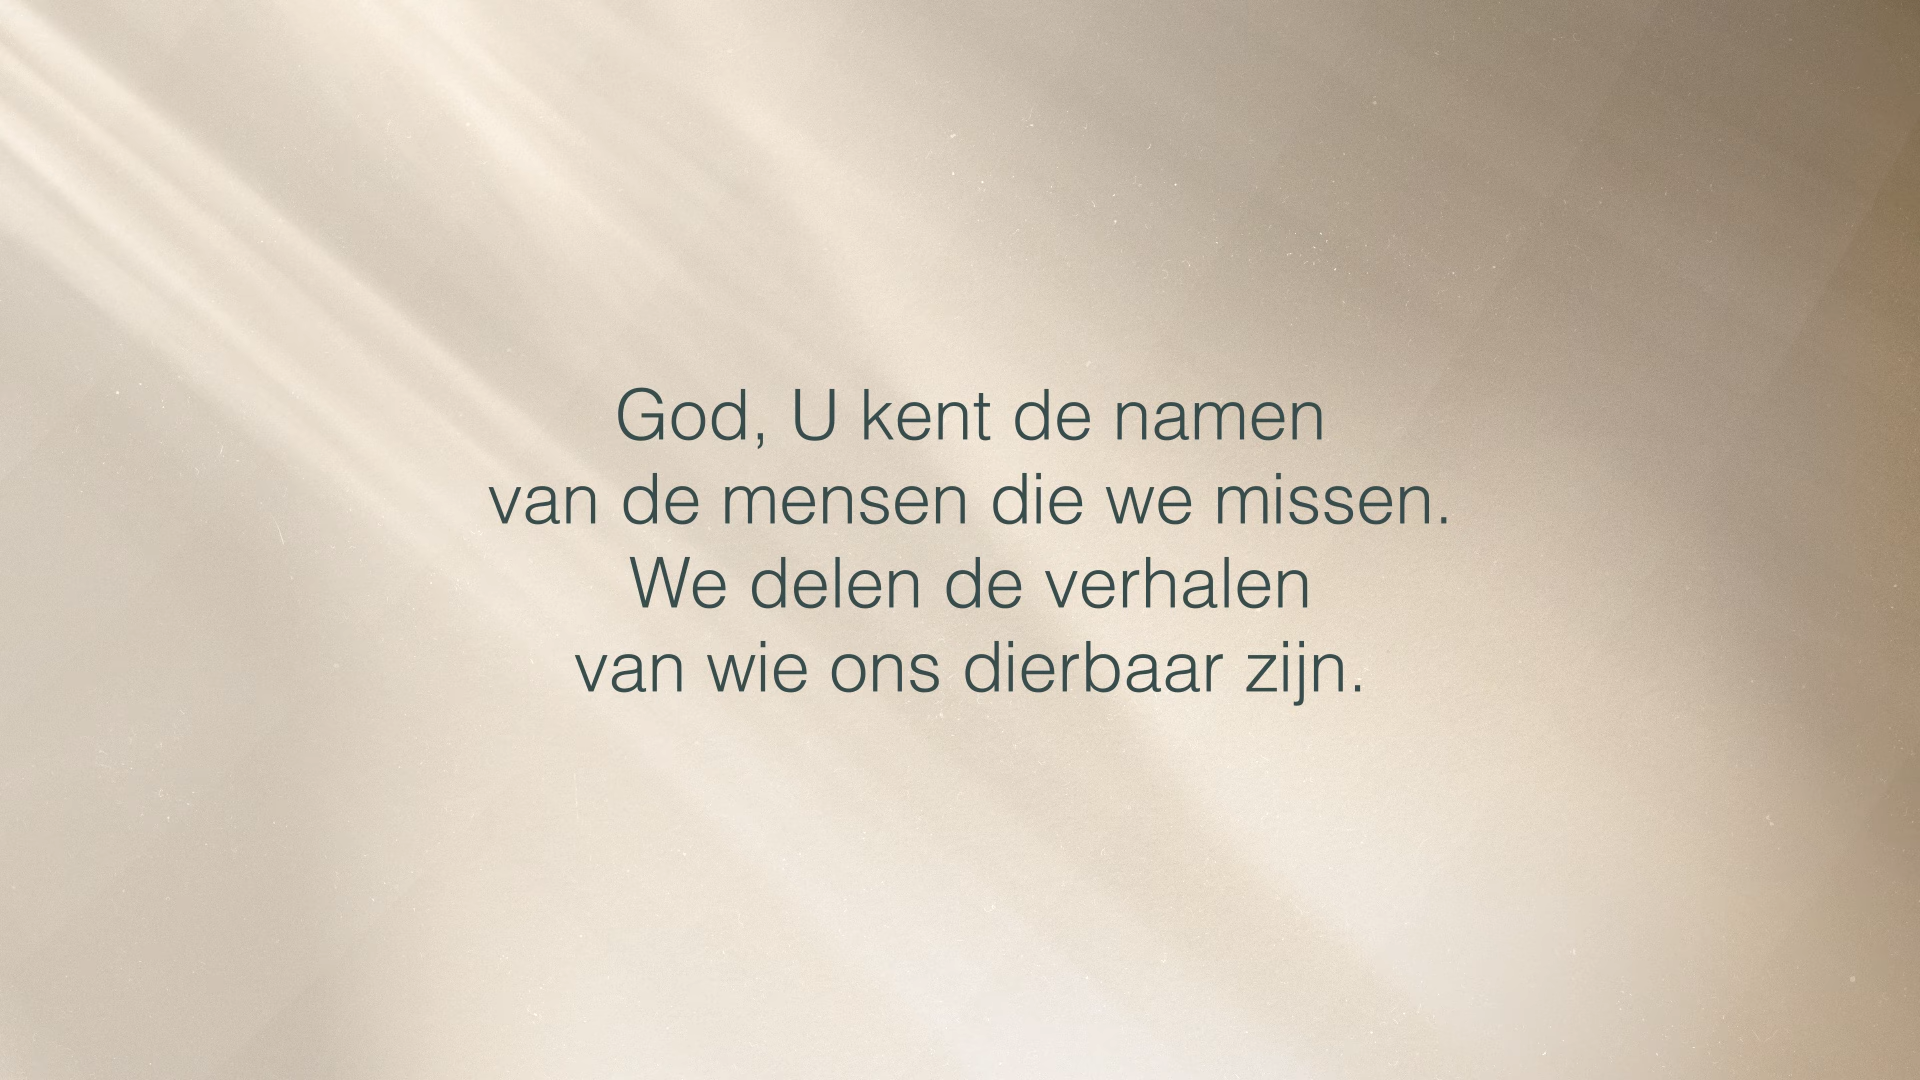 God, U kent de namen
van de mensen die we missen.
We delen de verhalen
van wie ons dierbaar zijn.